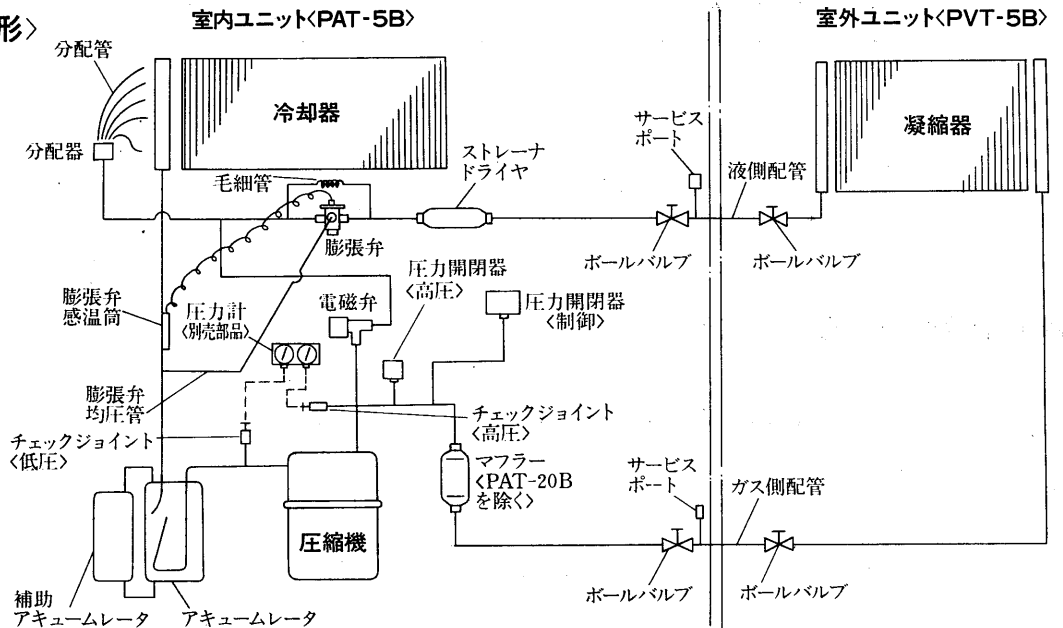 形〉
室内ユニット〈PAT-5B〉
室外ユニット〈PVT-5B〉
分配管
冷却器
サービス
ポート
凝縮器
分配器
ストレーナ
ドライヤ
液側配管
毛細管
膨張弁
ボールバルブ
ボールバルブ
圧力開閉器
〈高圧〉
膨張弁
感温筒
圧力計
〈別売部品〉
電磁弁
圧力開閉器
〈制御〉
膨張弁
均圧管
チェックジョイント
〈高圧〉
チェックジョイント
〈低圧〉
マフラー
〈PAT-20B
を除く〉
サービス
ポート
ガス側配管
圧縮機
ボールバルブ
ボールバルブ
補助
アキュームレータ
アキュームレータ